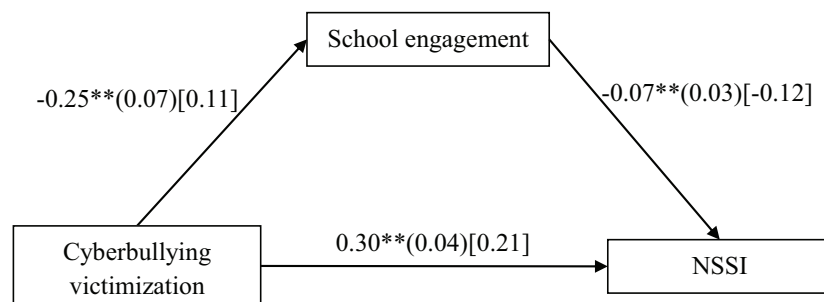 School engagement
-0.25**(0.07)[0.11]
-0.07**(0.03)[-0.12]
0.30**(0.04)[0.21]
Cyberbullying
victimization
NSSI